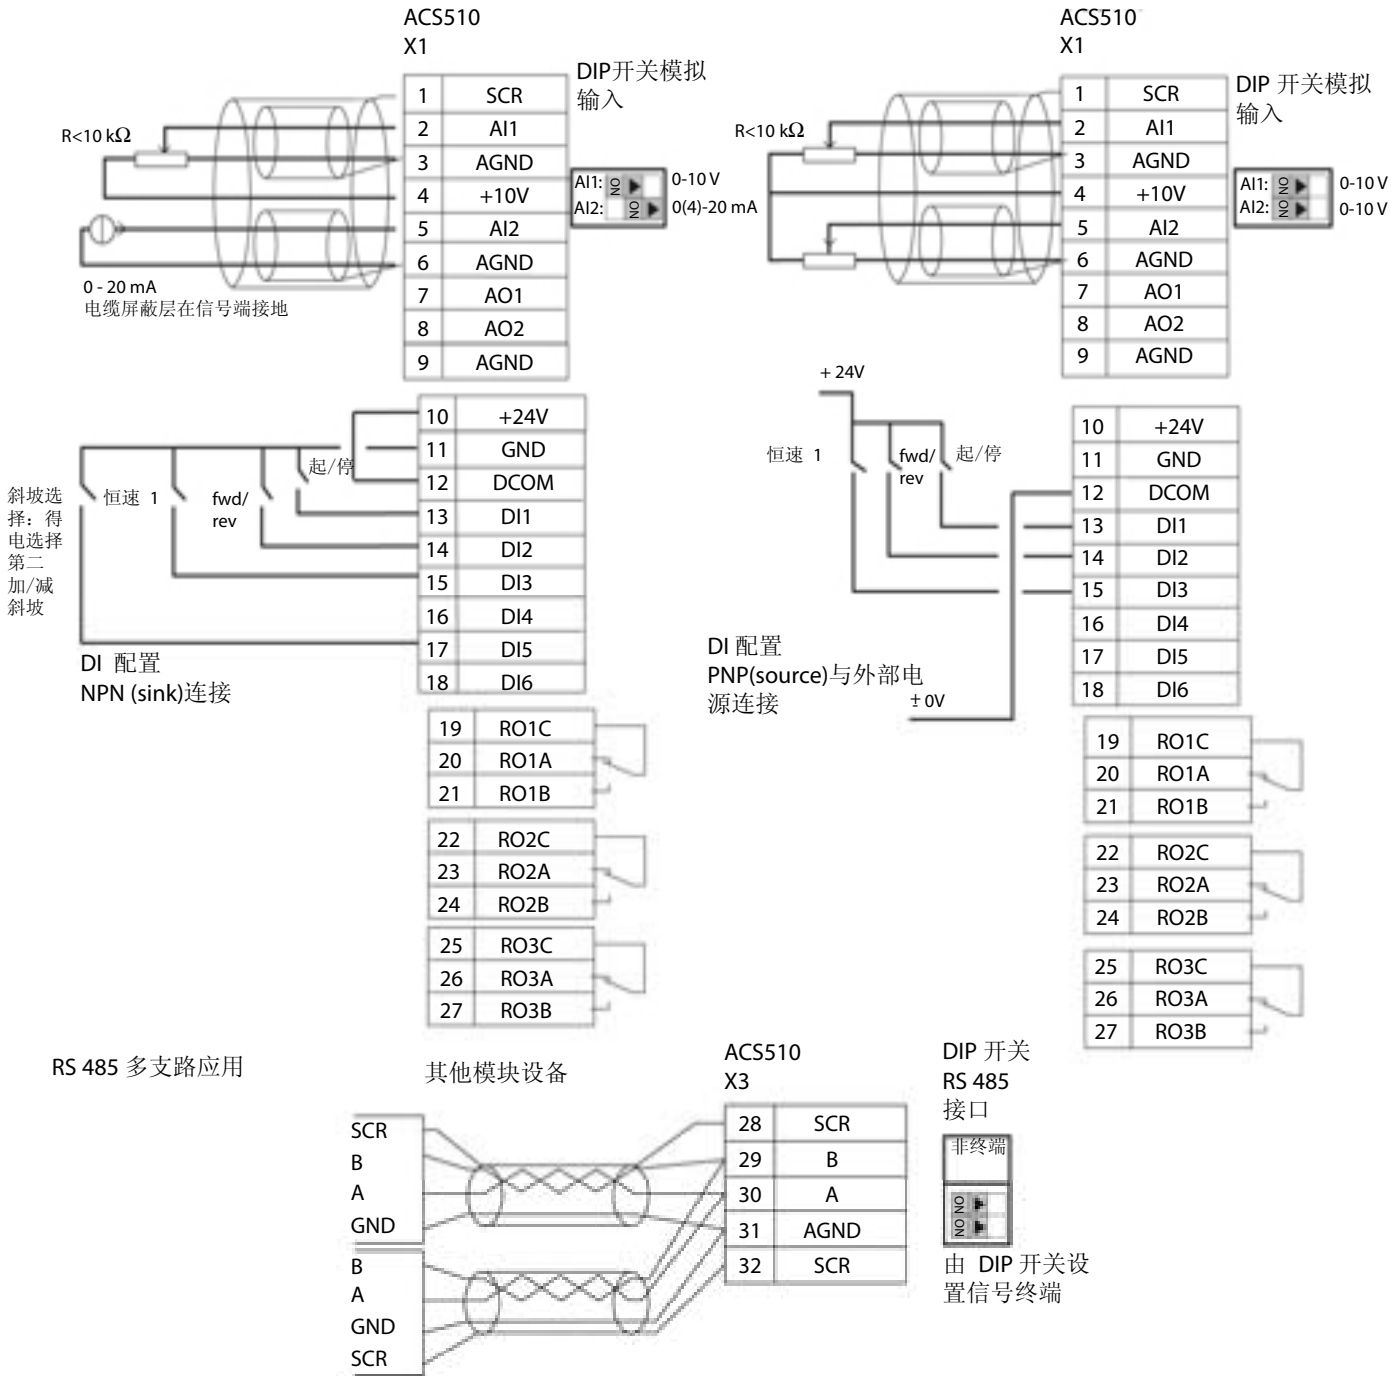 ACS510
X1
DIP开关模拟
输入
R<10 kΩ
1 SCR
2 AI1
3 AGND
4 +10V
5 AI2
6 AGND
7 AO1
8 AO2
9 AGND
AI1: ON 0-10 V
AI2: ON 0(4)-20 mA
0 - 20 mA
电缆屏蔽层在信号端接地
10 +24V
11 GND
12 DCOM
13 DI1
14 DI2
15 DI3
16 DI4
17 DI5
18 DI6
斜坡选
择：得
电选择
第二
加/减
斜坡
恒速 1
fwd/
rev
起/停
DI 配置
NPN (sink)连接
19 RO1C
20 RO1A
21 RO1B
22 RO2C
23 RO2A
24 RO2B
25 RO3C
26 RO3A
27 RO3B
ACS510
X1
DIP 开关模拟
输入
R<10 kΩ
1 SCR
2 AI1
3 AGND
4 +10V
5 AI2
6 AGND
7 AO1
8 AO2
9 AGND
AI1: ON 0-10 V
AI2: ON 0-10 V
+ 24V
恒速 1
fwd/
rev
起/停
10 +24V
11 GND
12 DCOM
13 DI1
14 DI2
15 DI3
16 DI4
17 DI5
18 DI6
DI 配置
PNP(source)与外部电
源连接
± 0V
19 RO1C
20 RO1A
21 RO1B
22 RO2C
23 RO2A
24 RO2B
25 RO3C
26 RO3A
27 RO3B
RS 485 多支路应用
其他模块设备
SCR
B
A
GND
B
A
GND
SCR
ACS510
X3
28 SCR
29 B
30 A
31 AGND
32 SCR
DIP 开关
RS 485
接口
非终端
ON ON
由 DIP 开关设
置信号终端